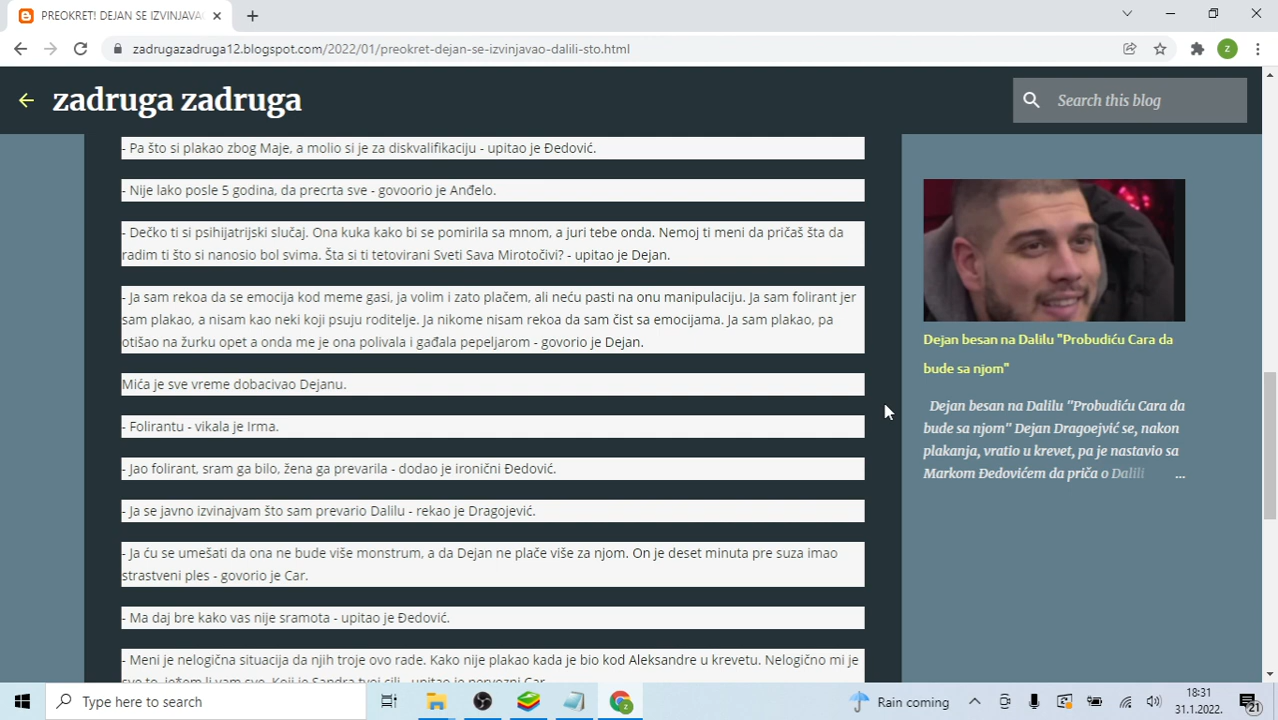 PREOKRET! DEJAN SE IZVINJAVA
zadrugazadruga12.blogspot.com/2022/01/preokret-dejan-se-izvinjavao-dalili-sto.html
Z
zadruga zadruga
Search this blog
- Pa što si plakao zbog Maje, a molio si je za diskvalifikaciju - upitao je Đedović.
- Nije lako posle 5 godina, da precrta sve - govoorio je Anđelo.
- Dečko ti si psihijatrijski slučaj. Ona kuka kako bi se pomirila sa mnom, a juri tebe onda. Nemoj ti meni da pričaš šta da
radim ti što si nanosio bol svima. Šta si ti tetovirani Sveti Sava Mirotočivi? - upitao je Dejan.
- Ja sam rekoa da se emocija kod meme gasi, ja volim i zato plačem, ali neću pasti na onu manipulaciju. Ja sam folirant jer
sam plakao, a nisam kao neki koji psuju roditelje. Ja nikome nisam rekoa da sam čist sa emocijama. Ja sam plakao, pa
otišao na žurku opet a onda me je ona polivala i gađala pepeljarom - govorio je Dejan.
Mića je sve vreme dobacivao Dejanu.
- Folirantu - vikala je Irma.
- Jao folirant, sram ga bilo, žena ga prevarila - dodao je ironični Đedović.
- Ja se javno izvinajvam što sam prevario Dalilu - rekao je Dragojević.
- Ja ću se umešati da ona ne bude više monstrum, a da Dejan ne plače više za njom. On je deset minuta pre suza imao
strastveni ples - govorio je Car.
- Ma daj bre kako vas nije sramota - upitao je Đedović.
- Meni je nelogična situacija da njih troje ovo rade. Kako nije plakao kada je bio kod Aleksandre u krevetu. Nelogično mi je
Dejan besan na Dalilu "Probudiću Cara da
bude sa njom"
Dejan besan na Dalilu "Probudiću Cara da
bude sa njom" Dejan Dragoejvić se, nakon
plakanja, vratio u krevet, pa je nastavio sa
Markom Đedovićem da priča o Dalili ...
Type here to search
Rain coming
18:31
31.1.2022.
21